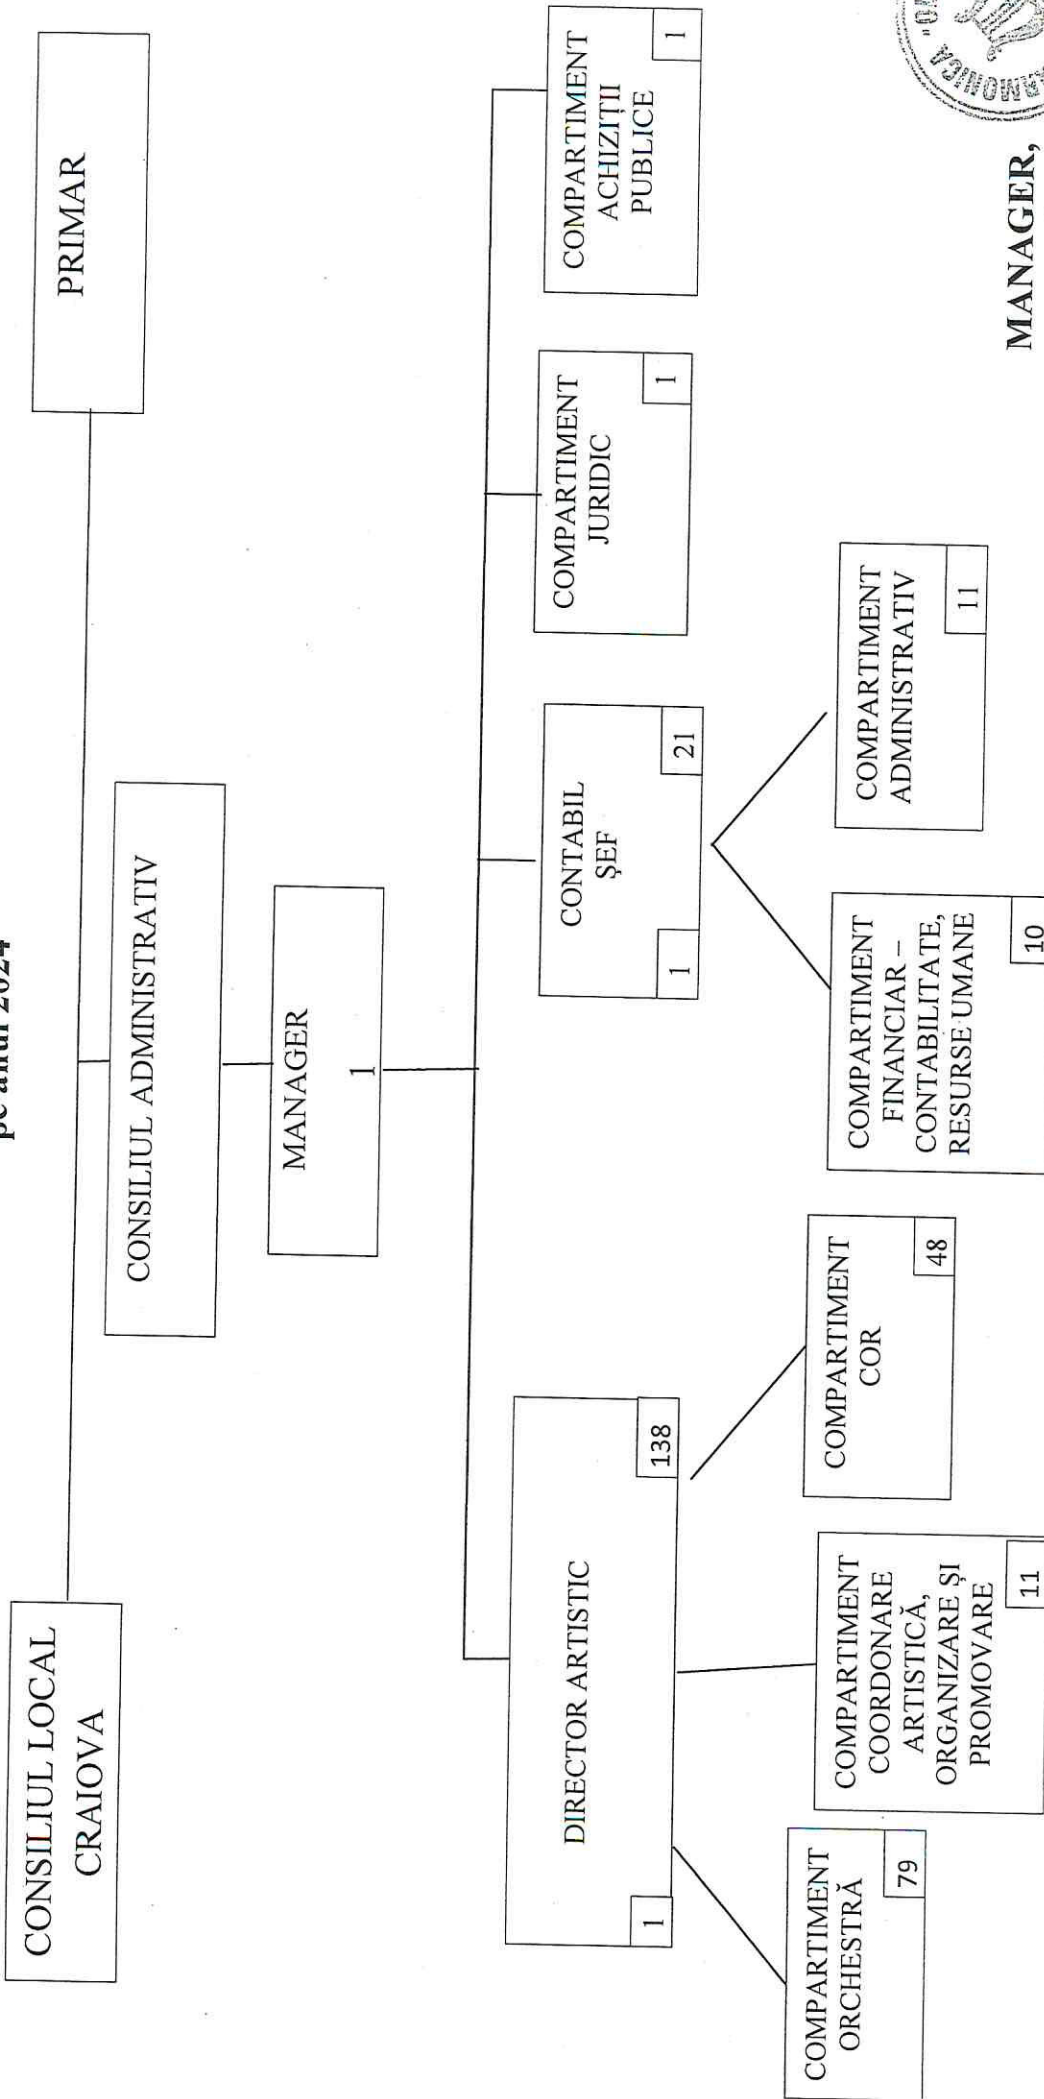 pe anul 2024
CONSILIUL LOCAL
CRAIOVA
PRIMAR
CONSILIUL ADMINISTRATIV
MANAGER
1
DIRECTOR ARTISTIC
1
138
CONTABIL
ȘEF
1
21
COMPARTIMENT
JURIDIC
1
COMPARTIMENT
ACHIZIȚII
PUBLICE
1
COMPARTIMENT
ORCHESTRĂ
79
COMPARTIMENT
COORDONARE
ARTISTICĂ,
ORGANIZARE ȘI
PROMOVARE
11
COMPARTIMENT
COR
48
COMPARTIMENT
FINANCIAR –
CONTABILITATE,
RESURSE UMANE
10
COMPARTIMENT
ADMINISTRATIV
11
MANAGER,